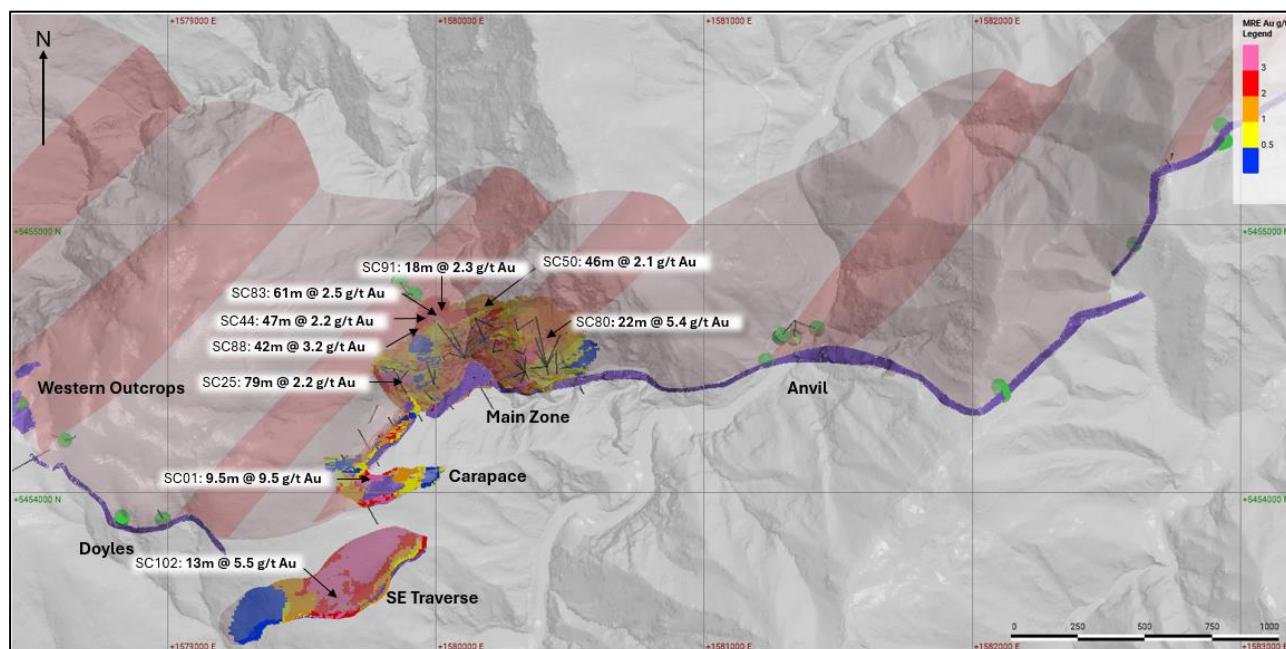 +1579000 E
+1580000 E
+1581000 E
+1582000 E
MRE Au g/t
Legend
N
3
2
1
0.5
+5455000 N
+5455000 N
SC91: 18m @ 2.3 g/t Au
SC50: 46m @ 2.1 g/t Au
SC83: 61m @ 2.5 g/t Au
SC44: 47m @ 2.2 g/t Au
SC80: 22m @ 5.4 g/t Au
SC88: 42m @ 3.2 g/t Au
SC25: 79m @ 2.2 g/t Au
Western Outcrops
Anvil
Main Zone
SC01: 9.5m @ 9.5 g/t Au
Carapace
+5454000 N
+5454000 N
Doyles
SC102: 13m @ 5.5 g/t Au
SE Traverse
0 250 500 750 1000
+1579000 E
+1580000 E
+1581000 E
+1582000 E
+1583000 E